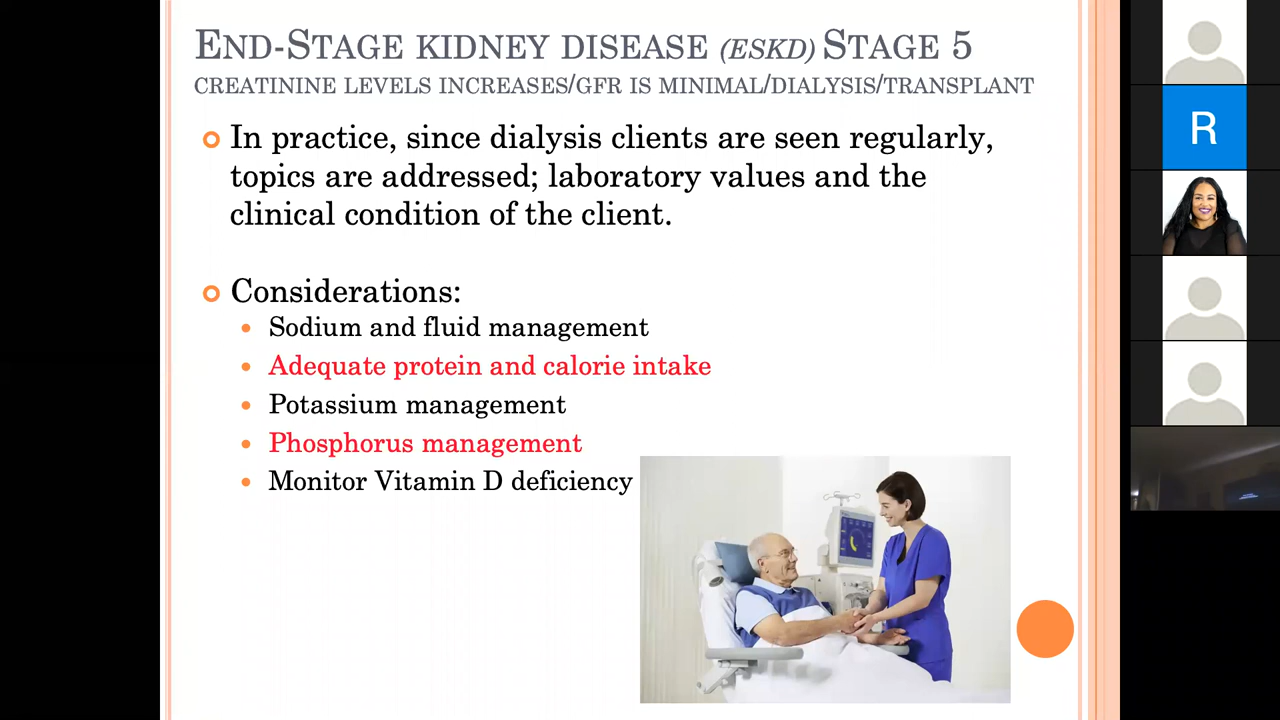 END-STAGE KIDNEY DISEASE (ESKD) STAGE 5
CREATININE LEVELS INCREASES/GFR IS MINIMAL/DIALYSIS/TRANSPLANT
In practice, since dialysis clients are seen regularly,
topics are addressed; laboratory values and the
clinical condition of the client.
Considerations:
Sodium and fluid management
Adequate protein and calorie intake
Potassium management
Phosphorus management
Monitor Vitamin D deficiency
R